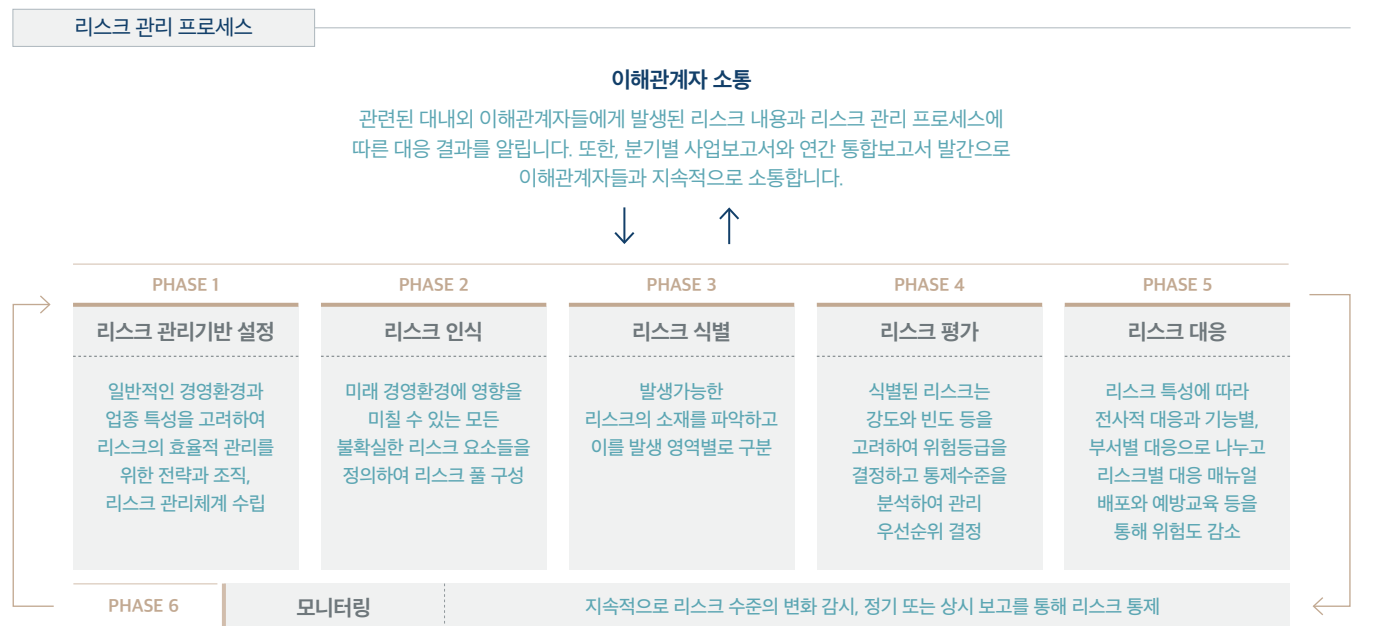 리스크 관리 프로세스
이해관계자 소통
관련된 대내외 이해관계자들에게 발생된 리스크 내용과 리스크 관리 프로세스에
따른 대응 결과를 알립니다. 또한, 분기별 사업보고서와 연간 통합보고서 발간으로
이해관계자들과 지속적으로 소통합니다.
PHASE 1
리스크 관리기반 설정
일반적인 경영환경과
업종 특성을 고려하여
리스크의 효율적 관리를
위한 전략과 조직,
리스크 관리체계 수립
PHASE 2
리스크 인식
미래 경영환경에 영향을
미칠 수 있는 모든
불확실한 리스크 요소들을
정의하여 리스크 풀 구성
PHASE 3
리스크 식별
발생가능한
리스크의 소재를 파악하고
이를 발생 영역별로 구분
PHASE 4
리스크 평가
식별된 리스크는
강도와 빈도 등을
고려하여 위험등급을
결정하고 통제수준을
분석하여 관리
우선순위 결정
PHASE 5
리스크 대응
리스크 특성에 따라
전사적 대응과 기능별,
부서별 대응으로 나누고
리스크별 대응 매뉴얼
배포와 예방교육 등을
통해 위험도 감소
PHASE 6
모니터링
지속적으로 리스크 수준의 변화 감시, 정기 또는 상시 보고를 통해 리스크 통제